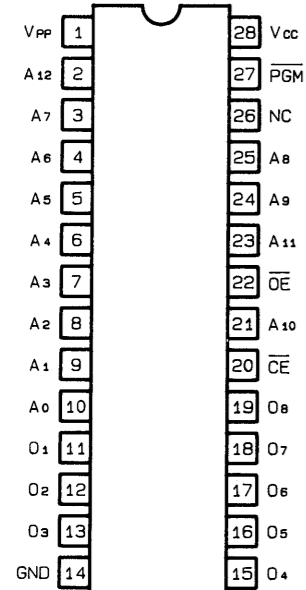 VPP 1 28 VCC
A12 2 27 PGM
A7 3 26 NC
A6 4 25 A8
A5 5 24 A9
A4 6 23 A11
A3 7 22 OE
A2 8 21 A10
A1 9 20 CE
A0 10 19 O8
O1 11 18 O7
O2 12 17 O6
O3 13 16 O5
GND 14 15 O4